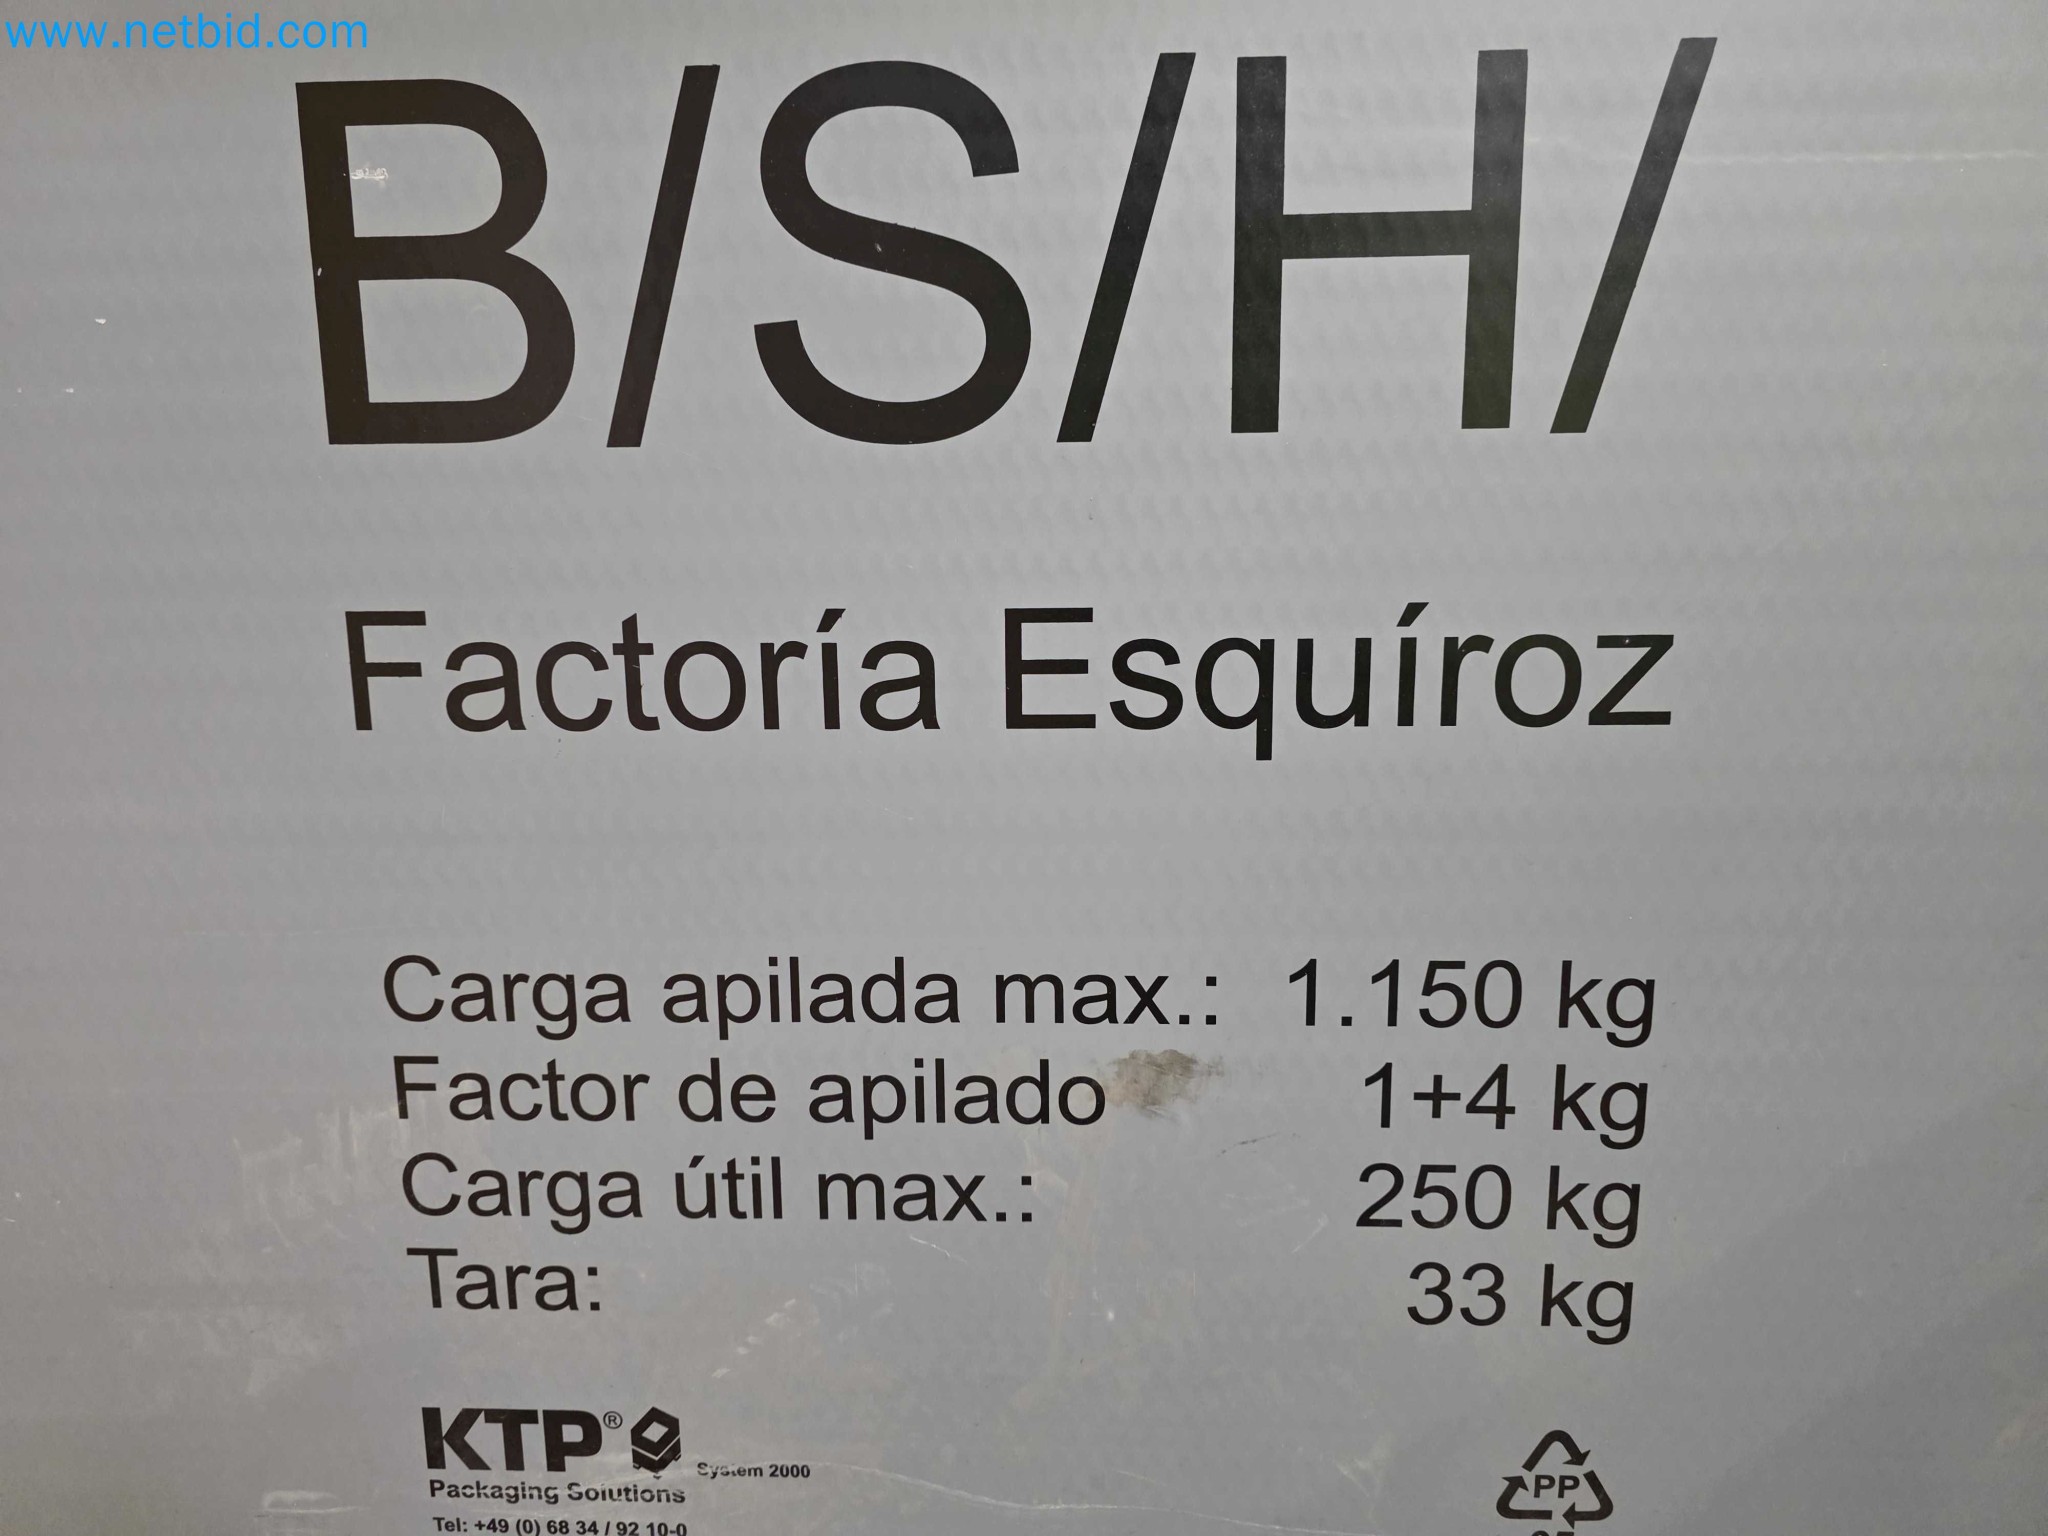 www.netbid.com
B/S/H/
Factoría Esquíroz
Carga apilada max.: 1.150 kg
Factor de apilado 1+4 kg
Carga útil max.: 250 kg
Tara: 33 kg
KTP®
System 2000
Packaging Solutions
PP
Tel: +49 (0) 68 34 / 92 10-0